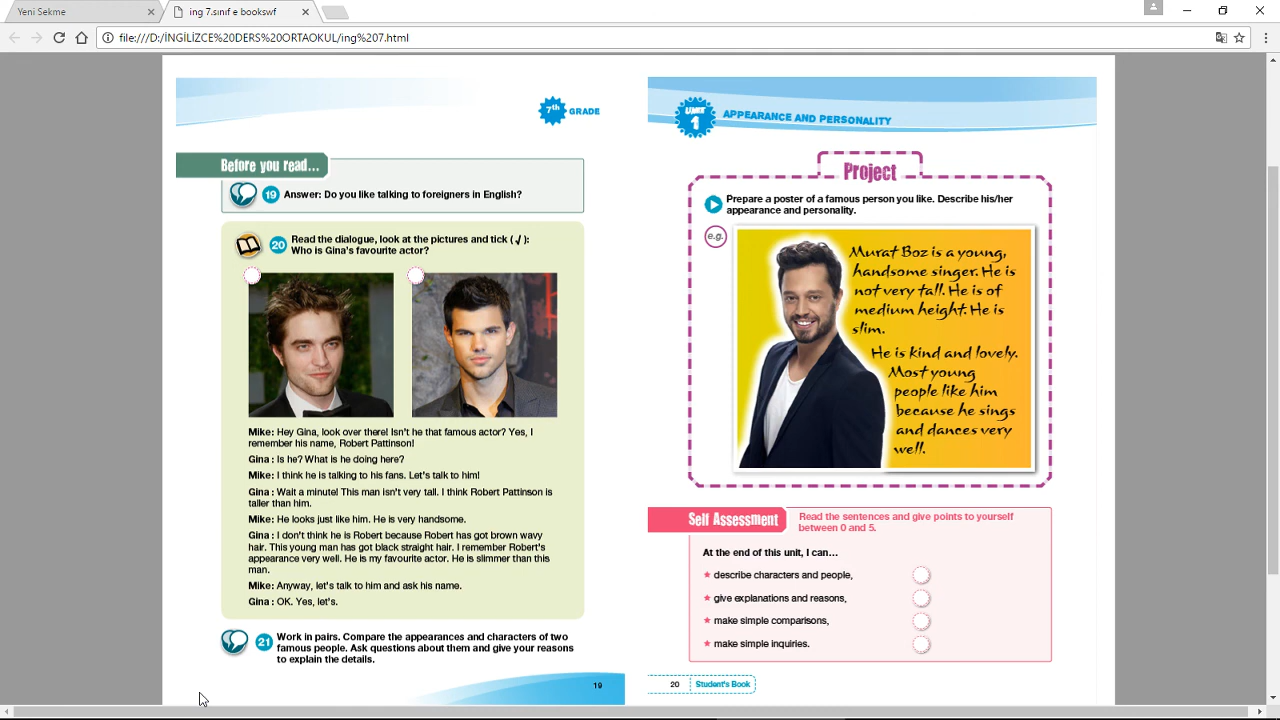 Yeni Sekme
ing 7.sınıf e bookswf
file:///D:/İNGİLİZCE%20DERS%20ORTAOKUL/ing%207.html
7th GRADE
Before you read...
19 Answer: Do you like talking to foreigners in English?
20 Read the dialogue, look at the pictures and tick ( √ ):
Who is Gina's favourite actor?
Mike: Hey Gina, look over there! Isn't he that famous actor? Yes, I
remember his name, Robert Pattinson!
Gina : Is he? What is he doing here?
Mike: I think he is talking to his fans. Let's talk to him!
Gina : Wait a minute! This man isn't very tall. I think Robert Pattinson is
taller than him.
Mike: He looks just like him. He is very handsome.
Gina : I don't think he is Robert because Robert has got brown wavy
hair. This young man has got black straight hair. I remember Robert's
appearance very well. He is my favourite actor. He is slimmer than this
man.
Mike: Anyway, let's talk to him and ask his name.
Gina : OK. Yes, let's.
21 Work in pairs. Compare the appearances and characters of two
famous people. Ask questions about them and give your reasons
to explain the details.
19
UNIT
1
APPEARANCE AND PERSONALITY
Project
Prepare a poster of a famous person you like. Describe his/her
appearance and personality.
e.g.
Murat Boz is a young,
handsome singer. He is
not very tall. He is of
medium height. He is
slim.
He is kind and lovely.
Most young
people like him
because he sings
and dances very
well.
Self Assessment
Read the sentences and give points to yourself
between 0 and 5.
At the end of this unit, I can...
★ describe characters and people,
★ give explanations and reasons,
★ make simple comparisons,
★ make simple inquiries.
20 Student's Book